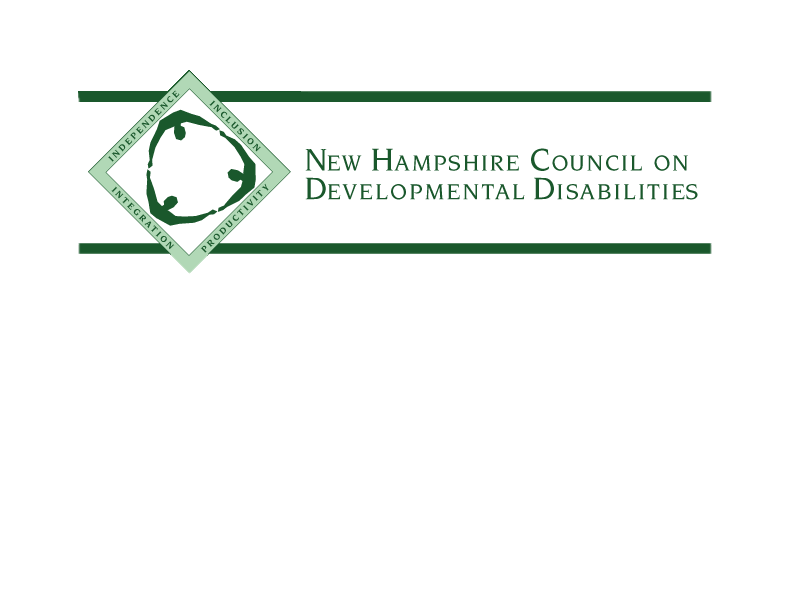 INDEPENDENCE
INCLUSION
INTEGRATION
PRODUCTIVITY
NEW HAMPSHIRE COUNCIL ON
DEVELOPMENTAL DISABILITIES